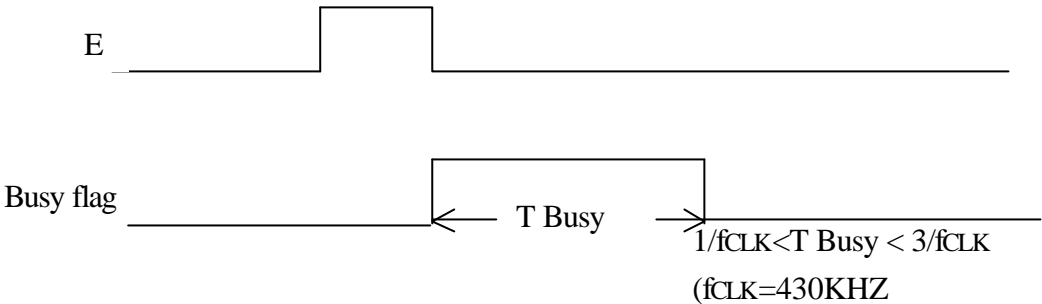 E
Busy flag
T Busy
1/fCLK<T Busy < 3/fCLK
(fCLK=430KHZ